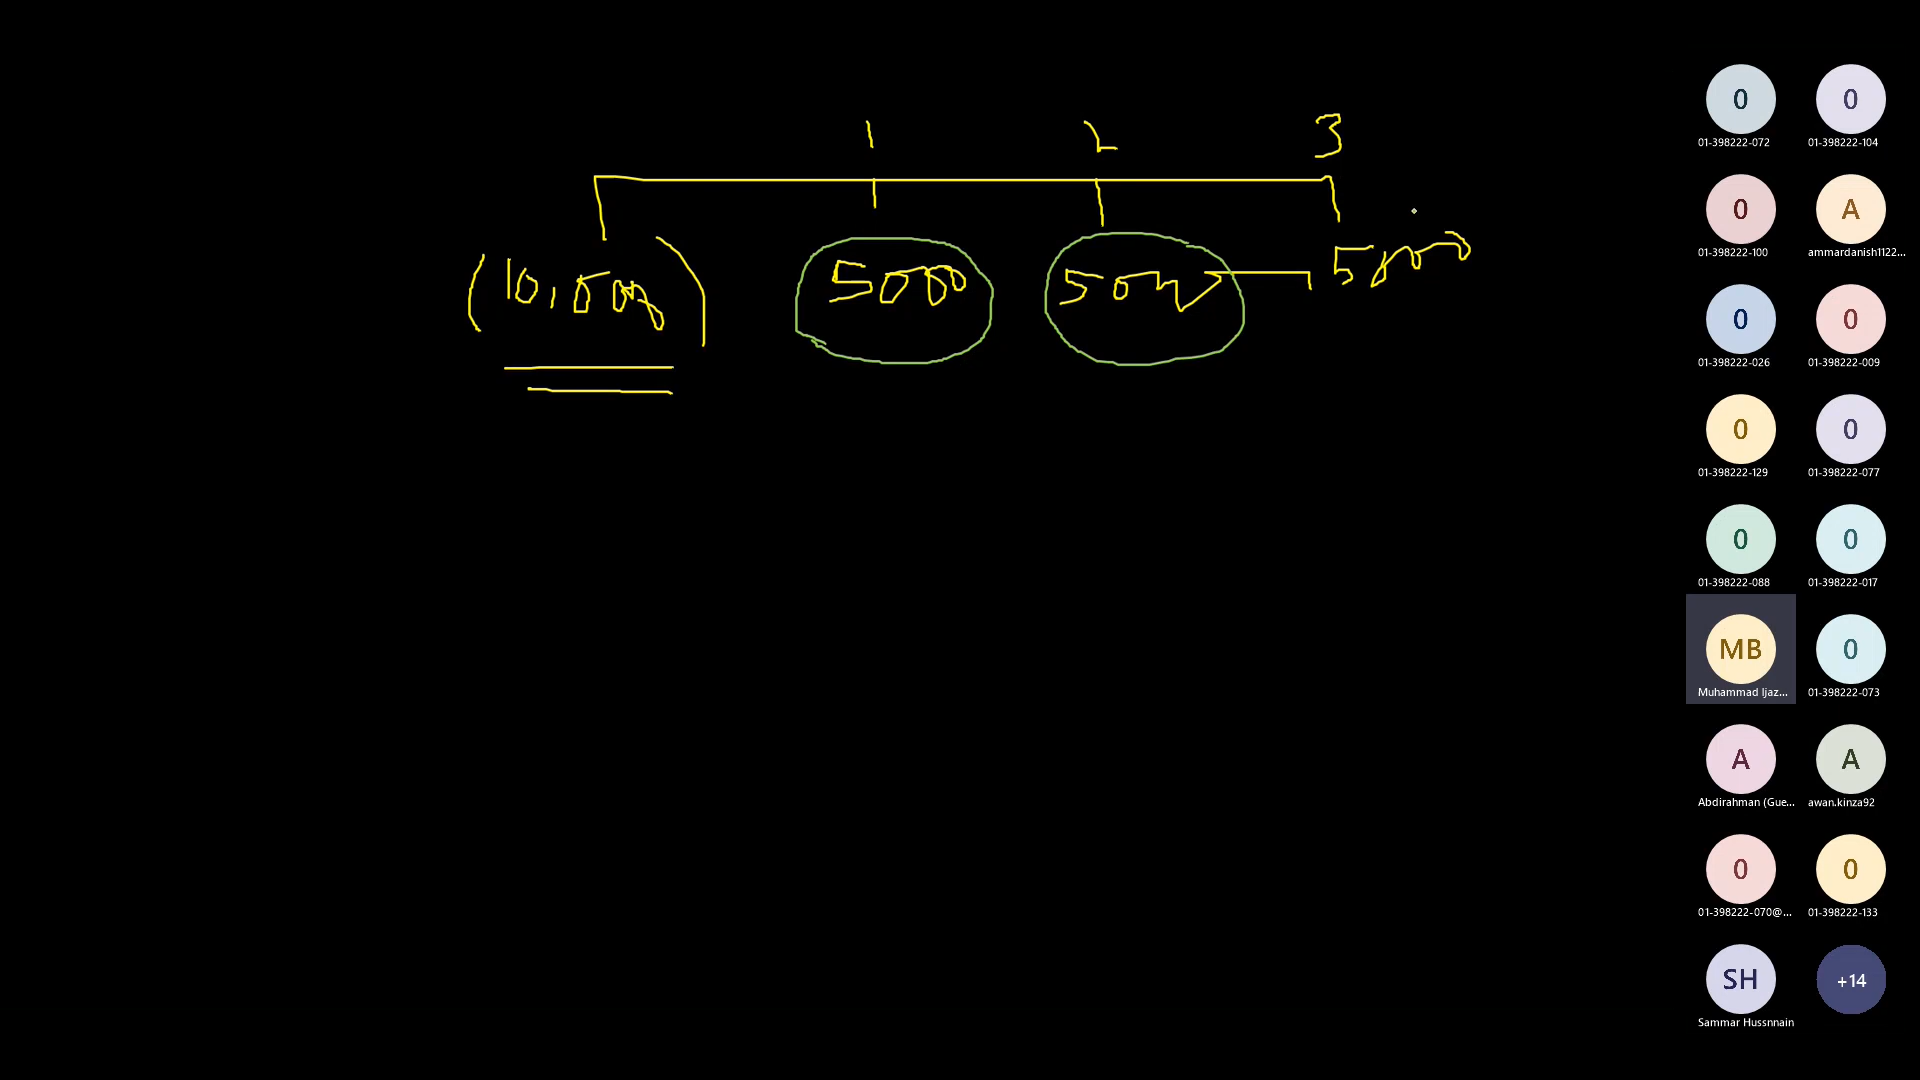 1 2 3
(10,000) 5000 5000 5000
0 0
01-398222-072 01-398222-104
0 A
01-398222-100 ammardanish1122...
0 0
01-398222-026 01-398222-009
0 0
01-398222-129 01-398222-077
0 0
01-398222-088 01-398222-017
MB 0
Muhammad Ijaz... 01-398222-073
A A
Abdirahman (Gue... awan.kinza92
0 0
01-398222-070@... 01-398222-133
SH +14
Sammar Hussnnain